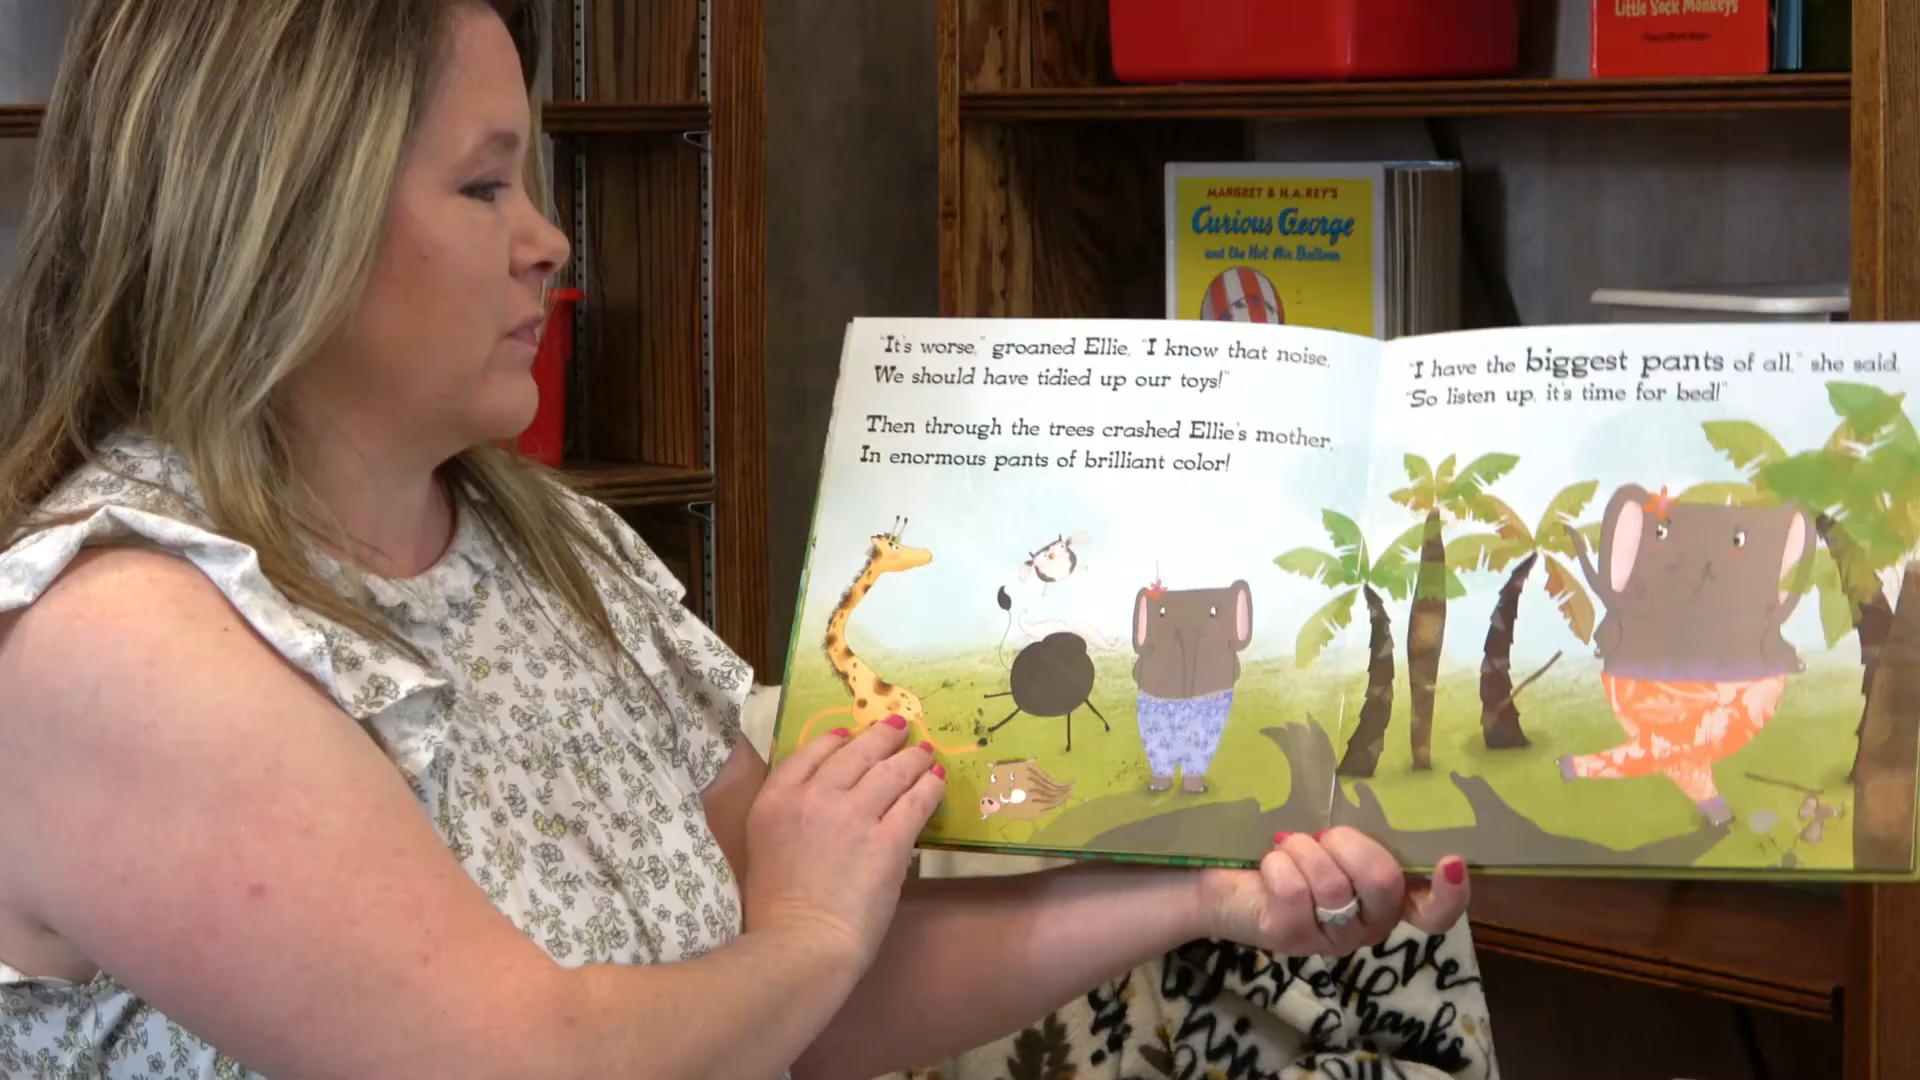 Little Sock Monkeys
MARGRET & H.A. REY'S
Curious George
and the Hot Air Balloon
"It's worse," groaned Ellie, "I know that noise,
We should have tidied up our toys!"
Then through the trees crashed Ellie's mother,
In enormous pants of brilliant color!
"I have the biggest pants of all," she said,
"So listen up, it's time for bed!"
love
thanks